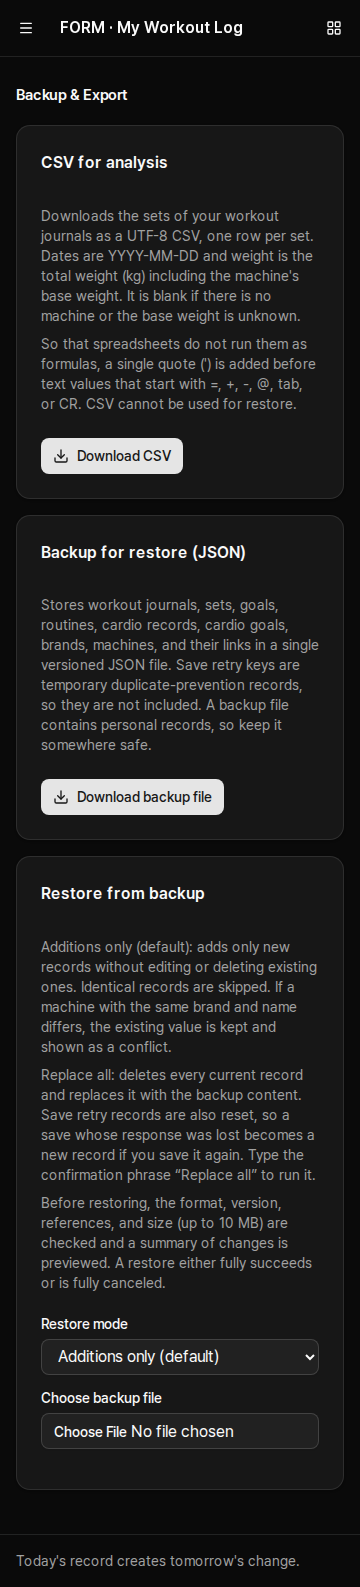 FORM · My Workout Log
Backup & Export
CSV for analysis
Downloads the sets of your workout
journals as a UTF-8 CSV, one row per set.
Dates are YYYY-MM-DD and weight is the
total weight (kg) including the machine's
base weight. It is blank if there is no
machine or the base weight is unknown.
So that spreadsheets do not run them as
formulas, a single quote (') is added before
text values that start with =, +, -, @, tab,
or CR. CSV cannot be used for restore.
Download CSV
Backup for restore (JSON)
Stores workout journals, sets, goals,
routines, cardio records, cardio goals,
brands, machines, and their links in a single
versioned JSON file. Save retry keys are
temporary duplicate-prevention records,
so they are not included. A backup file
contains personal records, so keep it
somewhere safe.
Download backup file
Restore from backup
Additions only (default): adds only new
records without editing or deleting existing
ones. Identical records are skipped. If a
machine with the same brand and name
differs, the existing value is kept and
shown as a conflict.
Replace all: deletes every current record
and replaces it with the backup content.
Save retry records are also reset, so a
save whose response was lost becomes a
new record if you save it again. Type the
confirmation phrase “Replace all” to run it.
Before restoring, the format, version,
references, and size (up to 10 MB) are
checked and a summary of changes is
previewed. A restore either fully succeeds
or is fully canceled.
Restore mode
Additions only (default)
Choose backup file
Choose File No file chosen
Today's record creates tomorrow's change.